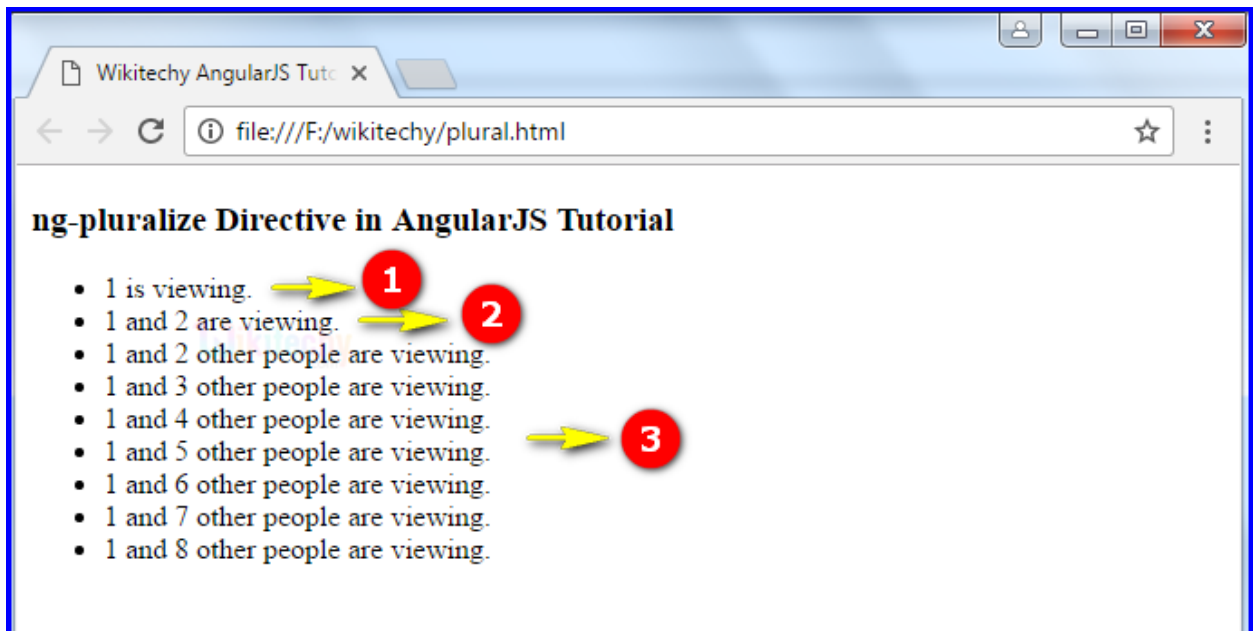 Wikitechy AngularJS Tuto
file:///F:/wikitechy/plural.html
ng-pluralize Directive in AngularJS Tutorial
1 is viewing.
1
1 and 2 are viewing.
2
Wikitechy
1 and 2 other people are viewing.
1 and 3 other people are viewing.
1 and 4 other people are viewing.
1 and 5 other people are viewing.
3
1 and 6 other people are viewing.
1 and 7 other people are viewing.
1 and 8 other people are viewing.